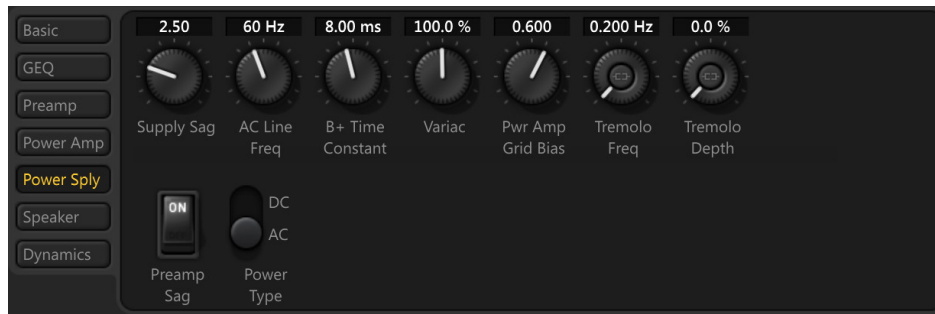 Basic
GEQ
Preamp
Power Amp
Power Sply
Speaker
Dynamics
2.50 60 Hz 8.00 ms 100.0 % 0.600 0.200 Hz 0.0 %
Supply Sag AC Line B+ Time Variac Pwr Amp Tremolo Tremolo
Freq Constant Grid Bias Freq Depth
ON DC
AC
Preamp Power
Sag Type